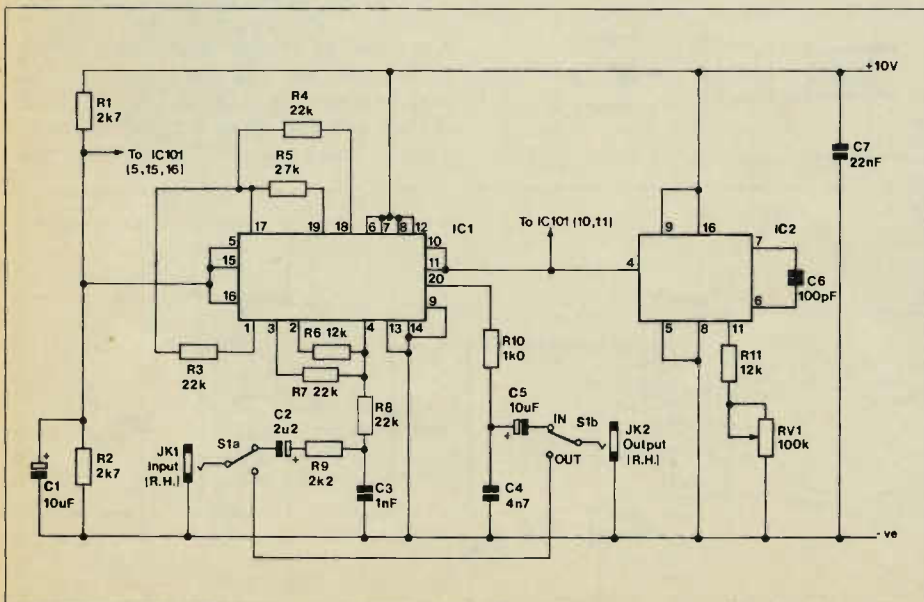 +10V
R1
2k7
R4
22k
To IC101
(5,15,16)
R5
27k
C7
22nF
17
19
18
6
7
8
12
IC1
10
11
20
9
5
15
16
1
3
2
4
13
14
To IC101 (10,11)
9
16
IC2
4
7
6
5
8
11
C6
100pF
R3
22k
R6 12k
R7 22k
R8
22k
R10
1k0
R11
12k
RV1
100k
C1
10uF
+
R2
2k7
JK1
Input
(R.H.)
S1a
C2
2u2
+
R9
2k2
C3
1nF
C5
10uF
+
IN
S1b
OUT
JK2
Output
(R.H.)
C4
4n7
-ve